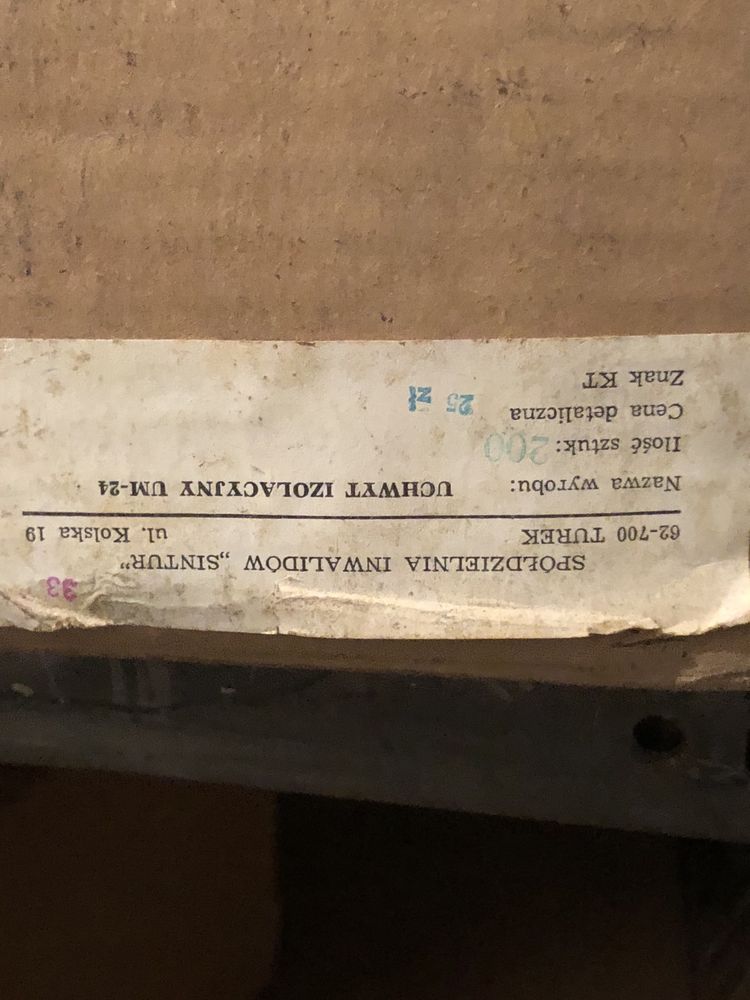 33
SPÓŁDZIELNIA INWALIDÓW „SINTUR”
62-700 TUREK ul. Kolska 19
Nazwa wyrobu: UCHWYT IZOLACYJNY UM-24
Ilość sztuk: 200
Cena detaliczna 25 zł
Znak KT